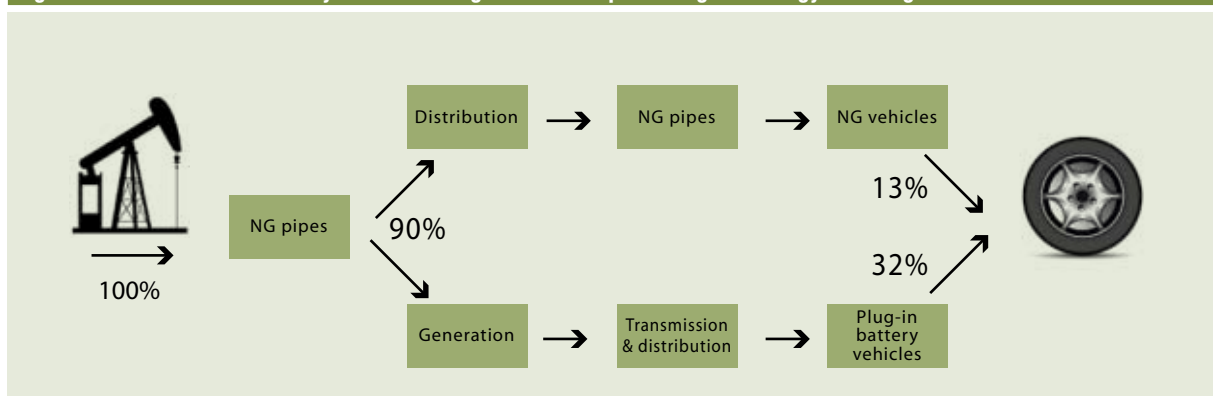 100%
NG pipes
90%
Distribution
NG pipes
NG vehicles
13%
Generation
Transmission
& distribution
Plug-in
battery
vehicles
32%